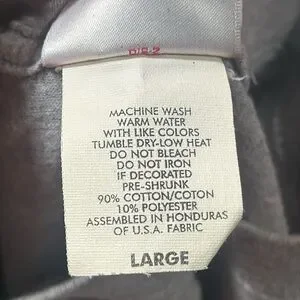 MACHINE WASH
WARM WATER
WITH LIKE COLORS
TUMBLE DRY-LOW HEAT
DO NOT BLEACH
DO NOT IRON
IF DECORATED
PRE-SHRUNK
90% COTTON/COTON
10% POLYESTER
ASSEMBLED IN HONDURAS
OF U.S.A. FABRIC
LARGE